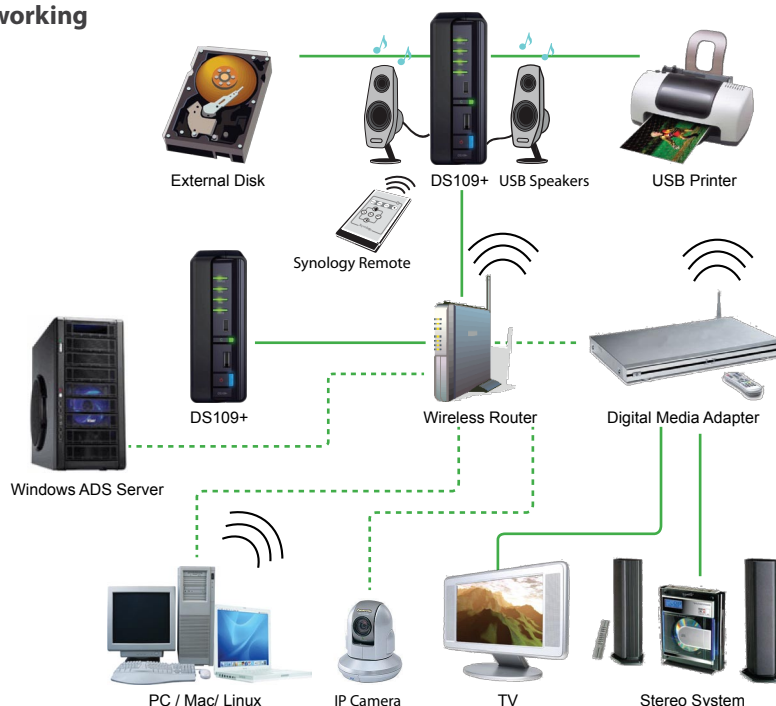 working
External Disk
DS109+
USB Speakers
USB Printer
Synology Remote
DS109+
Wireless Router
Digital Media Adapter
Windows ADS Server
PC / Mac/ Linux
IP Camera
TV
Stereo System